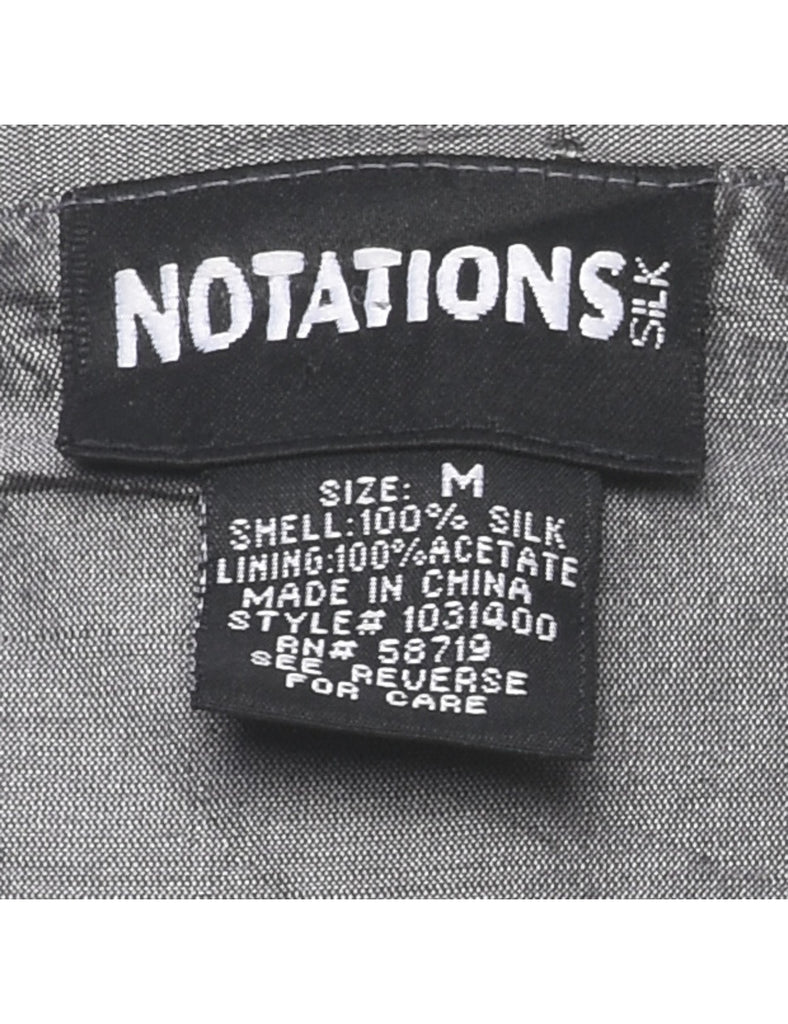 NOTATIONS SILK
SIZE: M
SHELL:100% SILK
LINING:100%ACETATE
MADE IN CHINA
STYLE# 1031400
RN# 58719
SEE REVERSE
FOR CARE